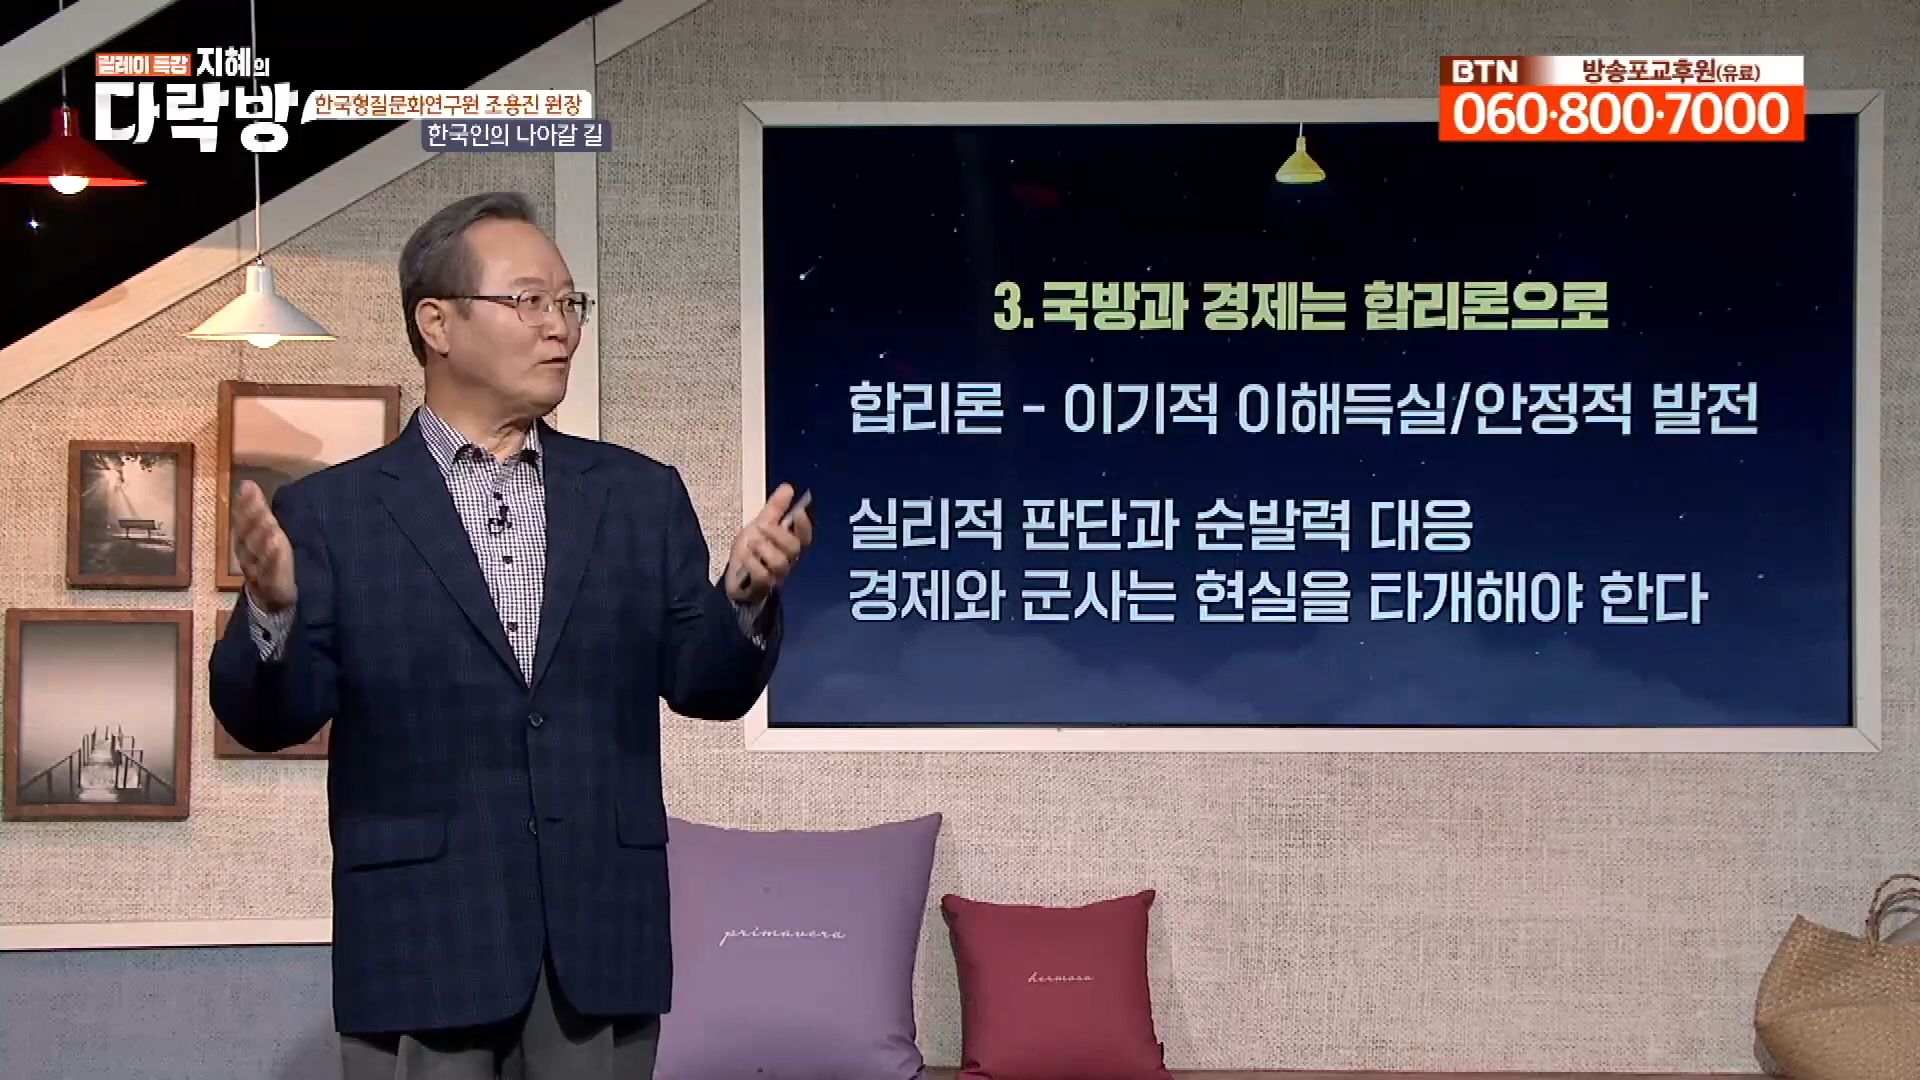 릴레이 특강 지혜의
다락방
한국형질문화연구원 조용진 원장
한국인의 나아갈 길
BTN 방송포교후원(유료)
060·800·7000
3. 국방과 경제는 합리론으로
합리론 - 이기적 이해득실/안정적 발전
실리적 판단과 순발력 대응
경제와 군사는 현실을 타개해야 한다
primavera
hermosa